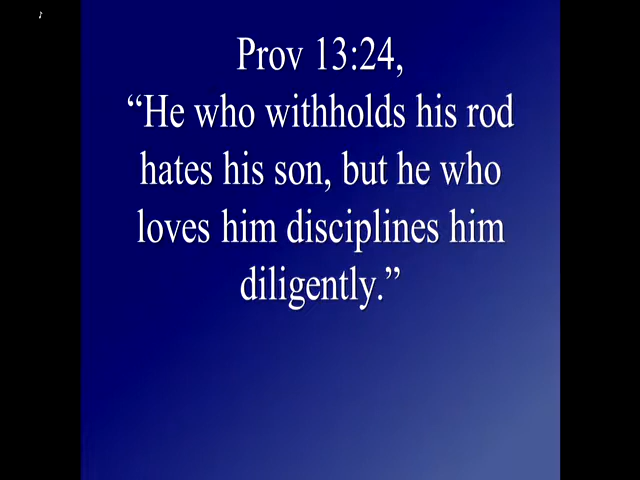 ♪
Prov 13:24,
“He who withholds his rod
hates his son, but he who
loves him disciplines him
diligently.”